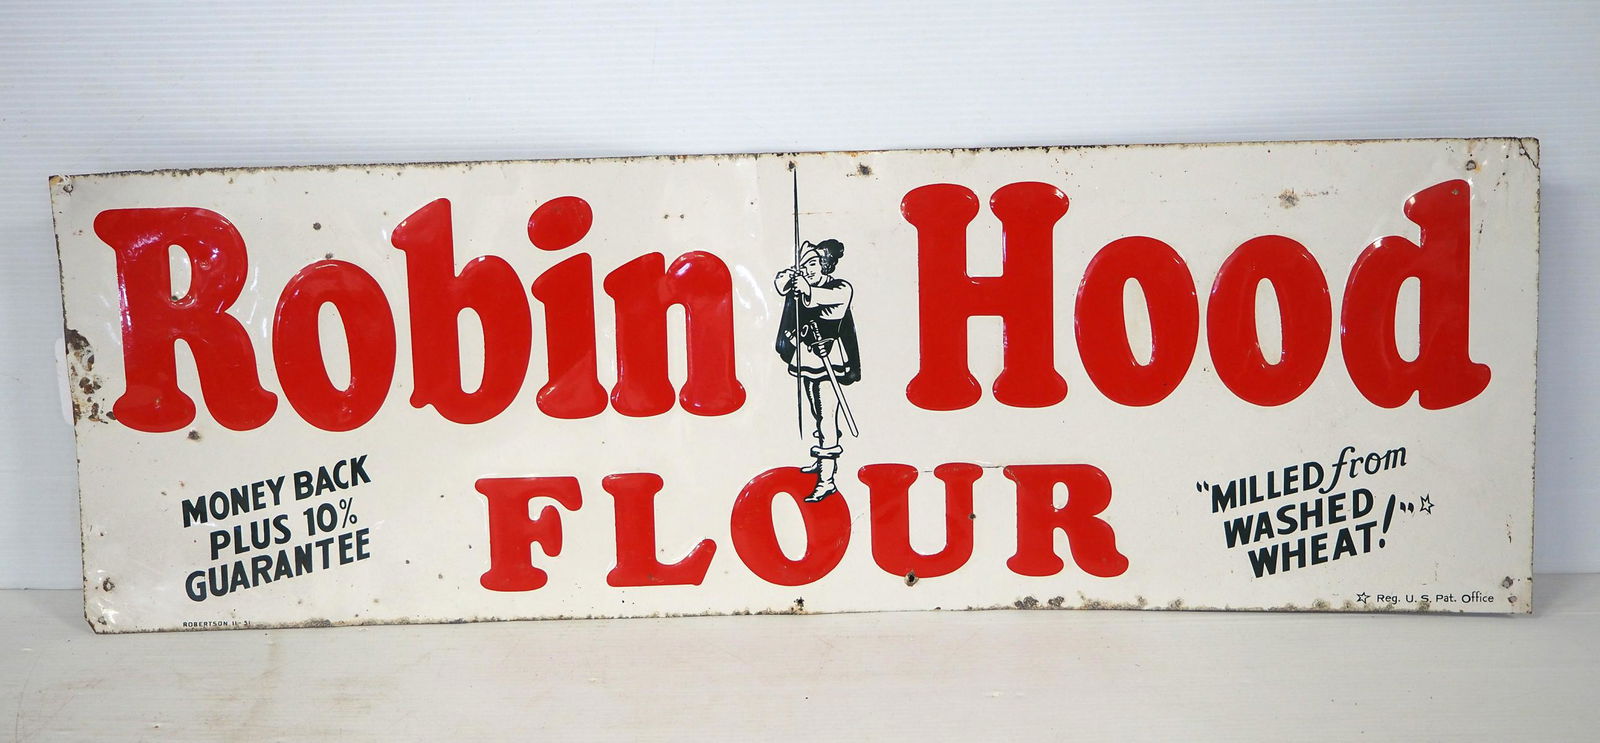 Robin Hood
FLOUR
MONEY BACK
PLUS 10%
GUARANTEE
"MILLED from
WASHED
WHEAT!"☆
☆ Reg. U. S. Pat. Office
ROBERTSON 11-31